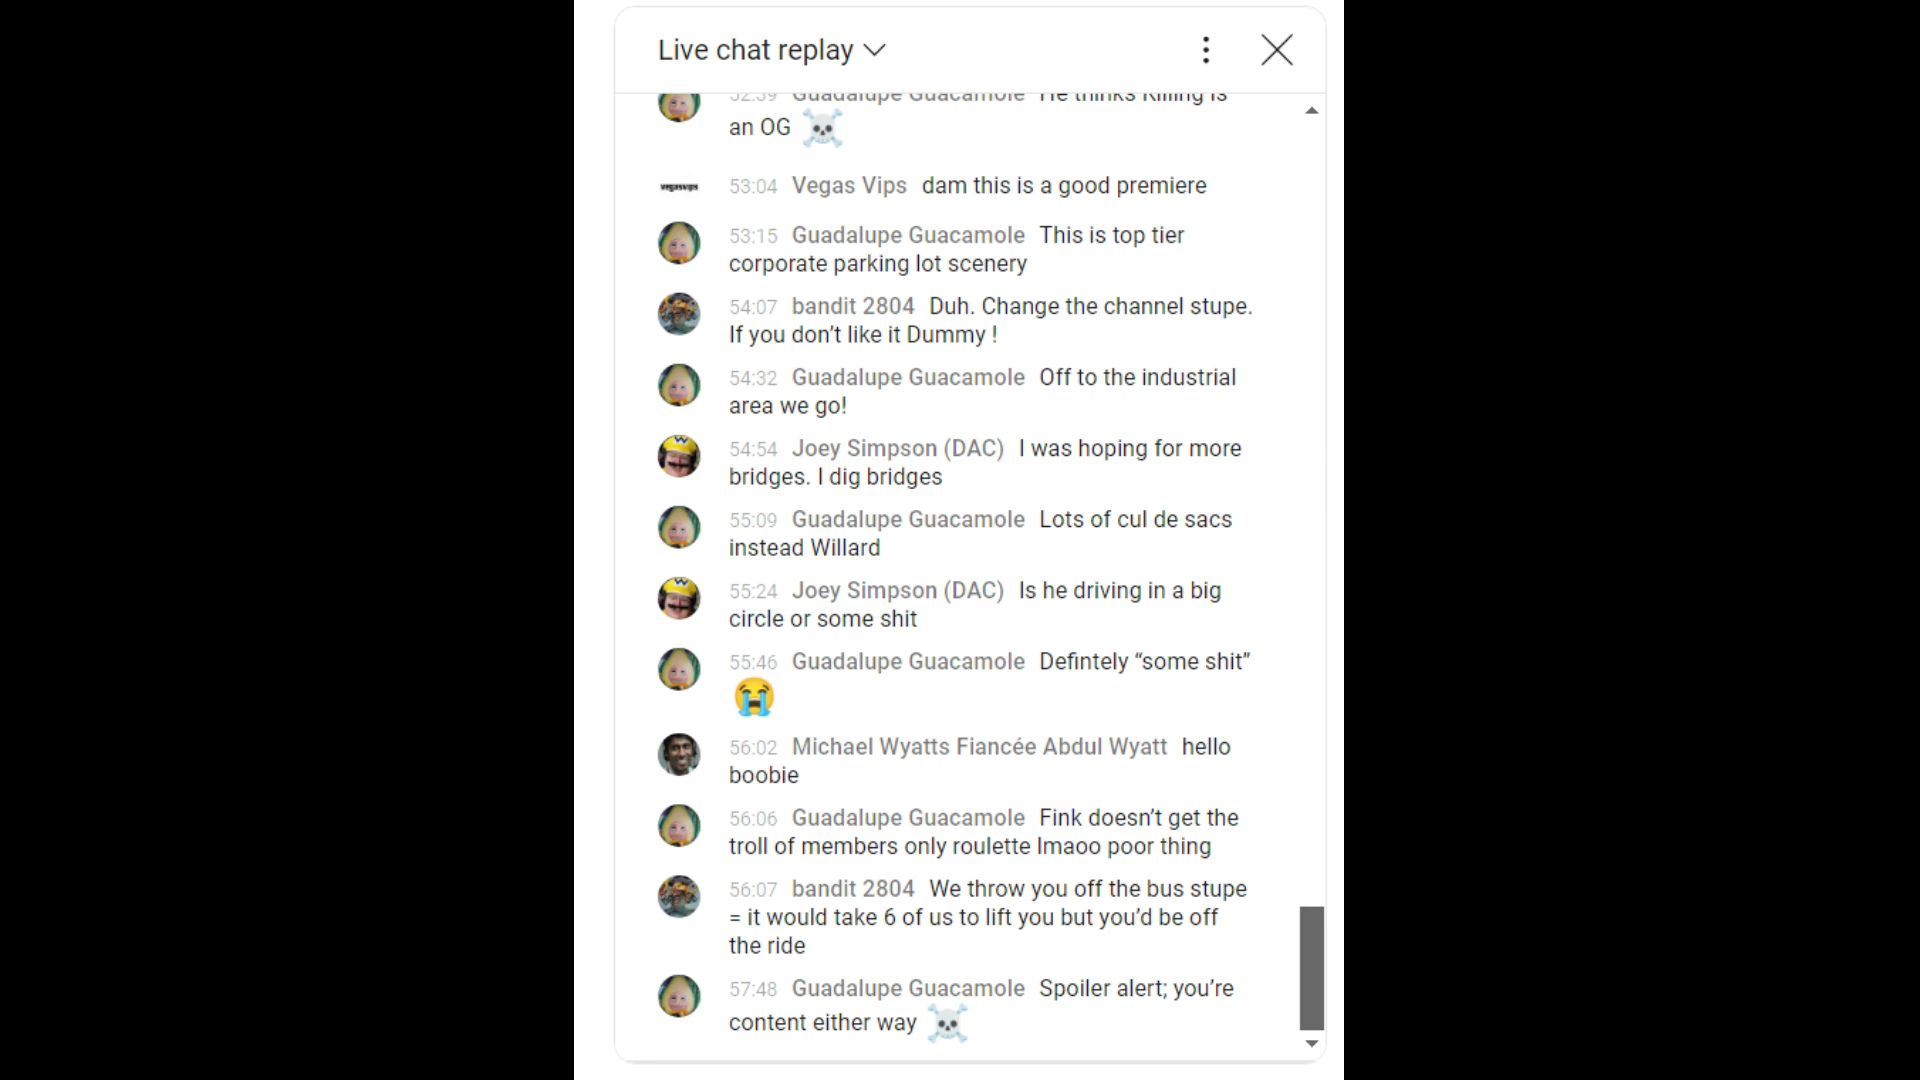 Live chat replay
52:59 Guadalupe Guacamole He thinks Killing is
an OG
vegasvips
53:04 Vegas Vips dam this is a good premiere
53:15 Guadalupe Guacamole This is top tier
corporate parking lot scenery
54:07 bandit 2804 Duh. Change the channel stupe.
If you don’t like it Dummy !
54:32 Guadalupe Guacamole Off to the industrial
area we go!
54:54 Joey Simpson (DAC) I was hoping for more
bridges. I dig bridges
55:09 Guadalupe Guacamole Lots of cul de sacs
instead Willard
55:24 Joey Simpson (DAC) Is he driving in a big
circle or some shit
55:46 Guadalupe Guacamole Defintely “some shit”
56:02 Michael Wyatts Fiancée Abdul Wyatt hello
boobie
56:06 Guadalupe Guacamole Fink doesn’t get the
troll of members only roulette lmaoo poor thing
56:07 bandit 2804 We throw you off the bus stupe
= it would take 6 of us to lift you but you’d be off
the ride
57:48 Guadalupe Guacamole Spoiler alert; you’re
content either way